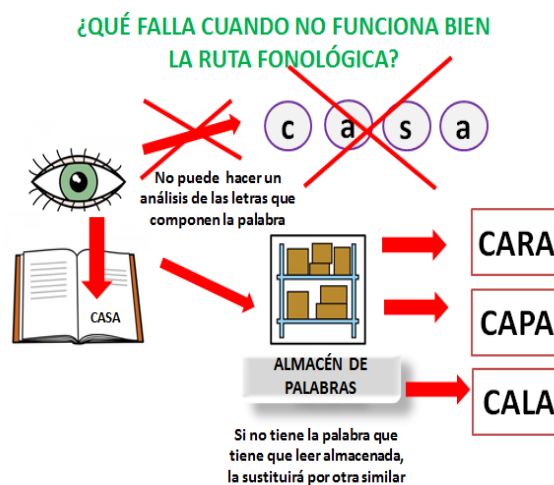 ¿QUÉ FALLA CUANDO NO FUNCIONA BIEN
LA RUTA FONOLÓGICA?
c a s a
No puede hacer un
análisis de las letras que
componen la palabra
CASA
CARA
CAPA
CALA
ALMACÉN DE
PALABRAS
Si no tiene la palabra que
tiene que leer almacenada,
la sustituirá por otra similar